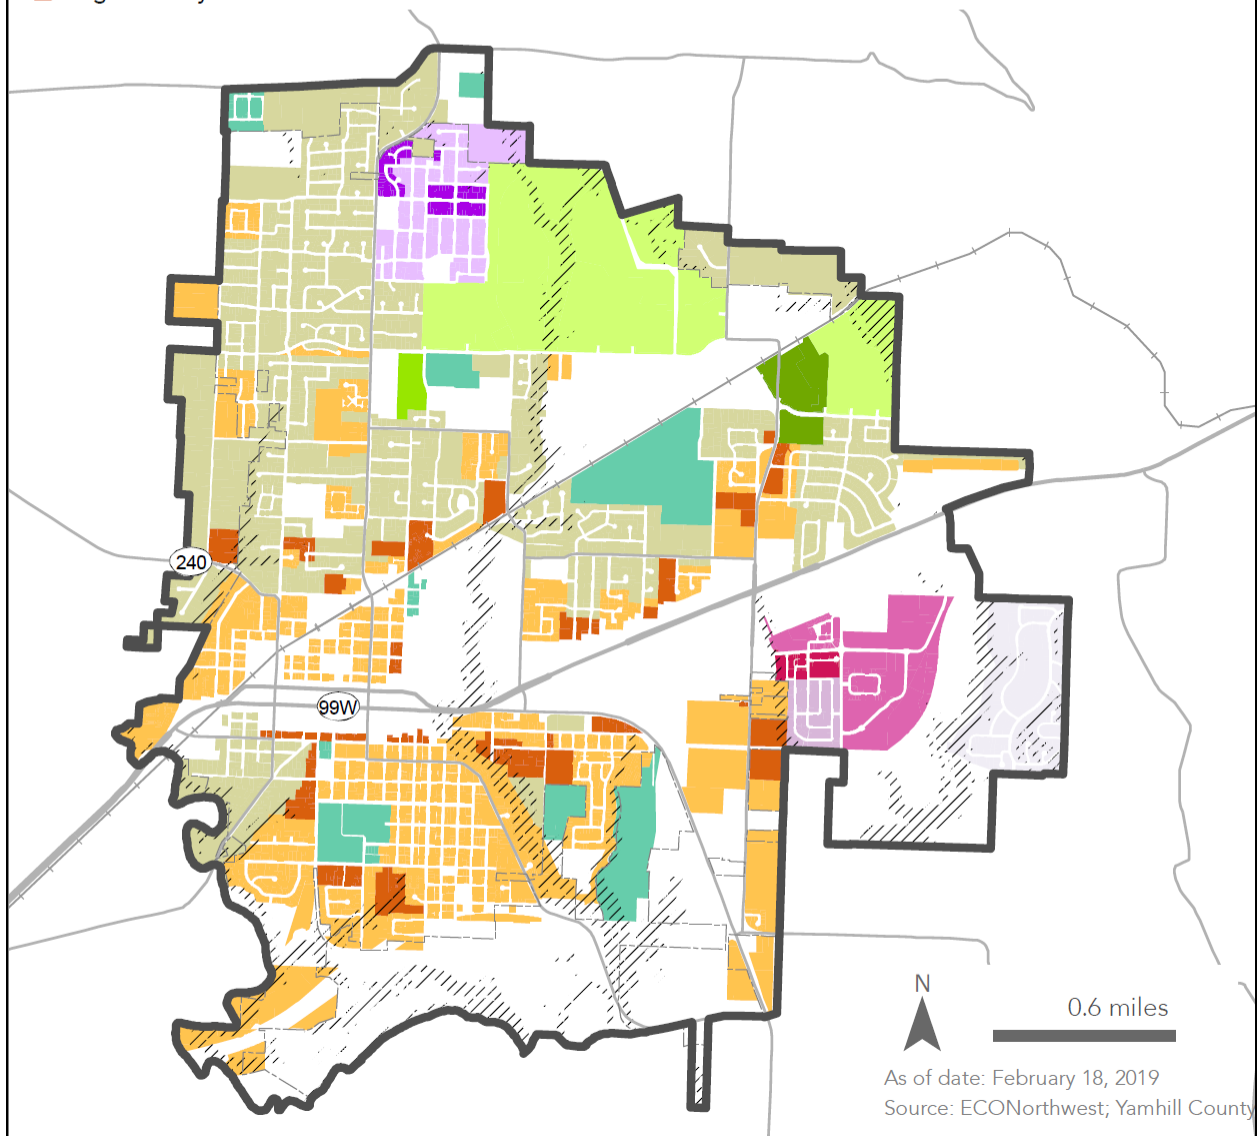 240
99W
N
0.6 miles
As of date: February 18, 2019
Source: ECONorthwest; Yamhill County